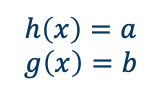 h(x) = a
g(x) = b